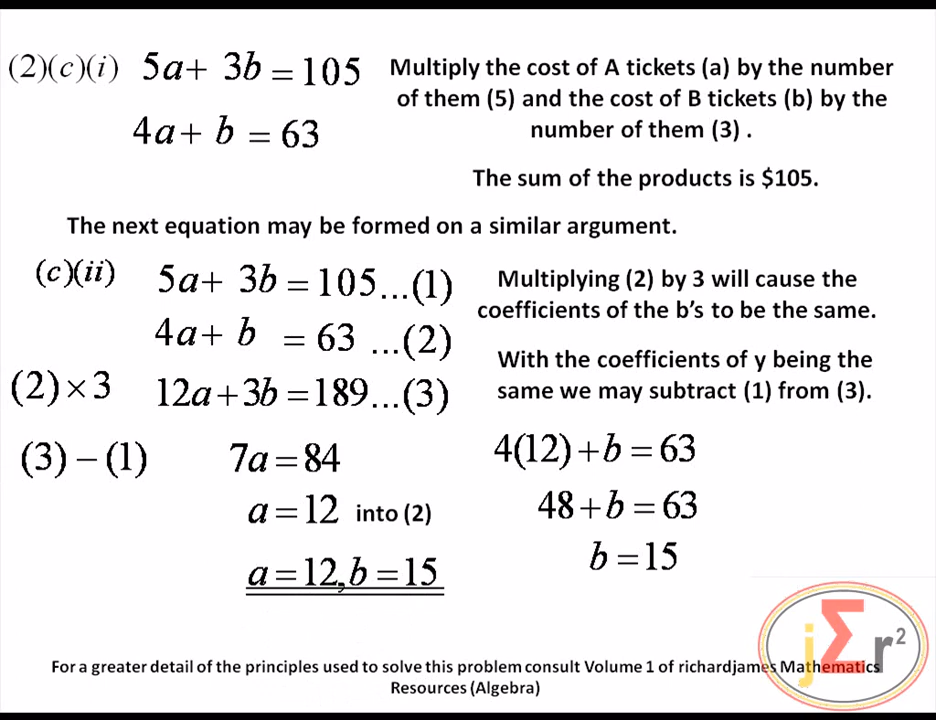 (2)(c)(i) 5a + 3b = 105
4a + b = 63
Multiply the cost of A tickets (a) by the number
of them (5) and the cost of B tickets (b) by the
number of them (3) .
The sum of the products is $105.
The next equation may be formed on a similar argument.
(c)(ii) 5a + 3b = 105 ...(1)
4a + b = 63 ...(2)
(2) × 3 12a + 3b = 189 ...(3)
(3) − (1) 7a = 84
a = 12 into (2)
a = 12, b = 15
Multiplying (2) by 3 will cause the
coefficients of the b’s to be the same.
With the coefficients of y being the
same we may subtract (1) from (3).
4(12) + b = 63
48 + b = 63
b = 15
jΣr²
For a greater detail of the principles used to solve this problem consult Volume 1 of richardjames Mathematics
Resources (Algebra)